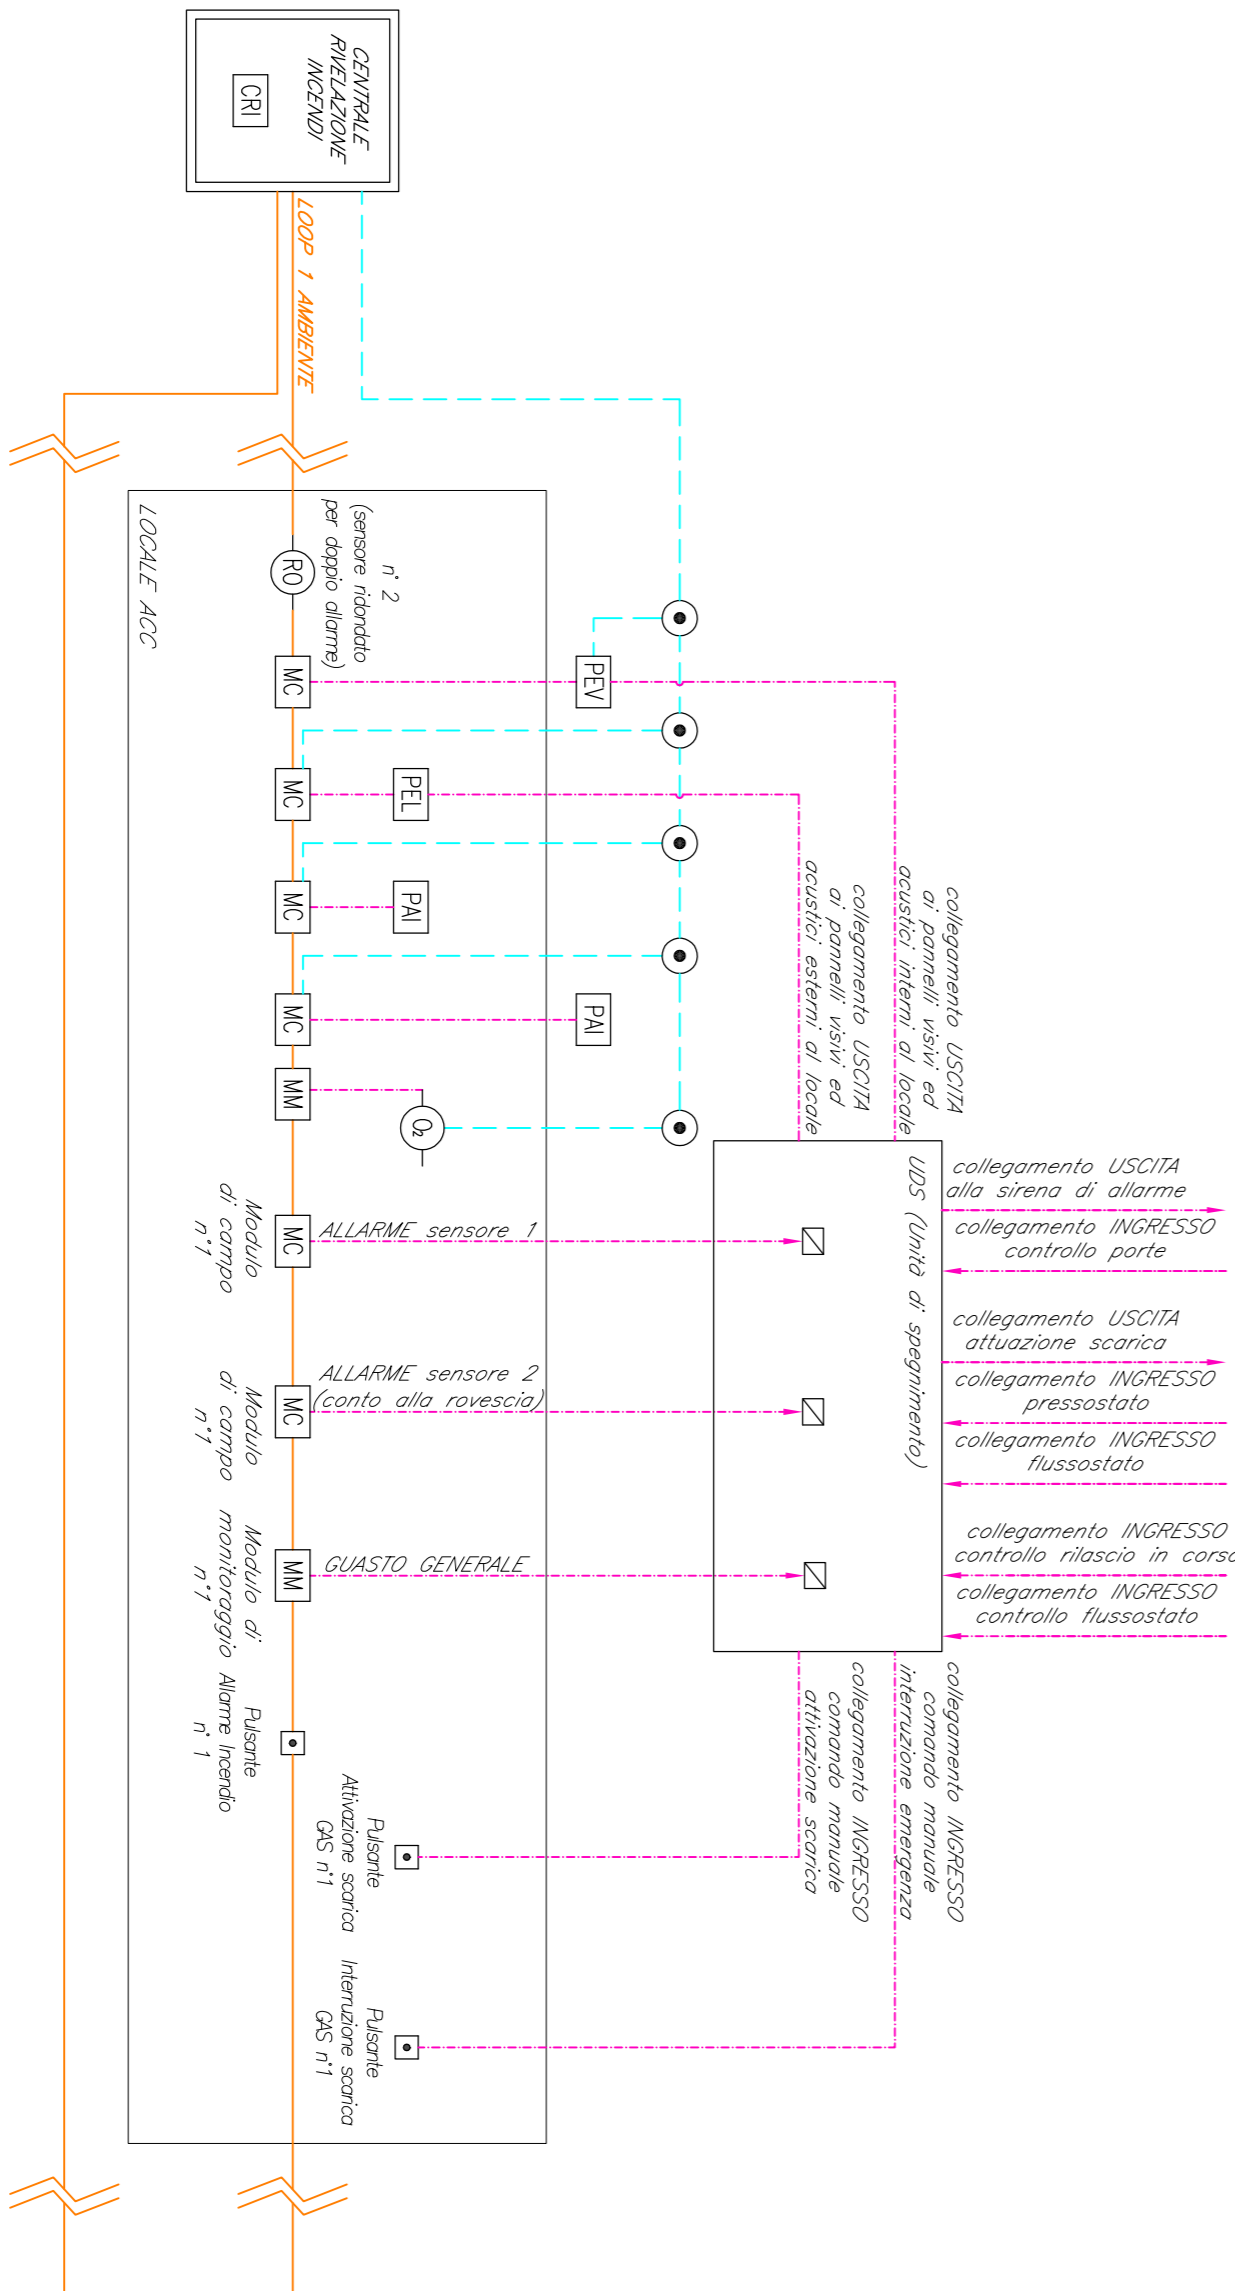 CENTRALE
RIVELAZIONE
INCENDI
CRI
LOOP 1 AMBIENTE
LOCALE ACC
n° 2
(sensore ridondato
per doppio allarme)
RO
MC
PEV
MC
PEL
MC
PAI
MC
PAI
MM
O₂
collegamento USCITA
ai pannelli visivi ed
acustici interni al locale
collegamento USCITA
ai pannelli visivi ed
acustici esterni al locale
UDS (Unità di spegnimento)
collegamento USCITA
alla sirena di allarme
collegamento INGRESSO
controllo porte
collegamento USCITA
attuazione scarica
collegamento INGRESSO
pressostato
collegamento INGRESSO
flussostato
collegamento INGRESSO
controllo rilascio in corso
collegamento INGRESSO
controllo flussostato
MC
ALLARME sensore 1
Modulo
di campo
n°1
MC
ALLARME sensore 2
(conto alla rovescia)
Modulo
di campo
n°1
MM
GUASTO GENERALE
Modulo di
monitoraggio
n°1
Pulsante
Allarme Incendio
n° 1
collegamento INGRESSO
comando manuale
interruzione emergenza
collegamento INGRESSO
comando manuale
attivazione scarica
Pulsante
Attivazione scarica
GAS n°1
Pulsante
Interruzione scarica
GAS n°1